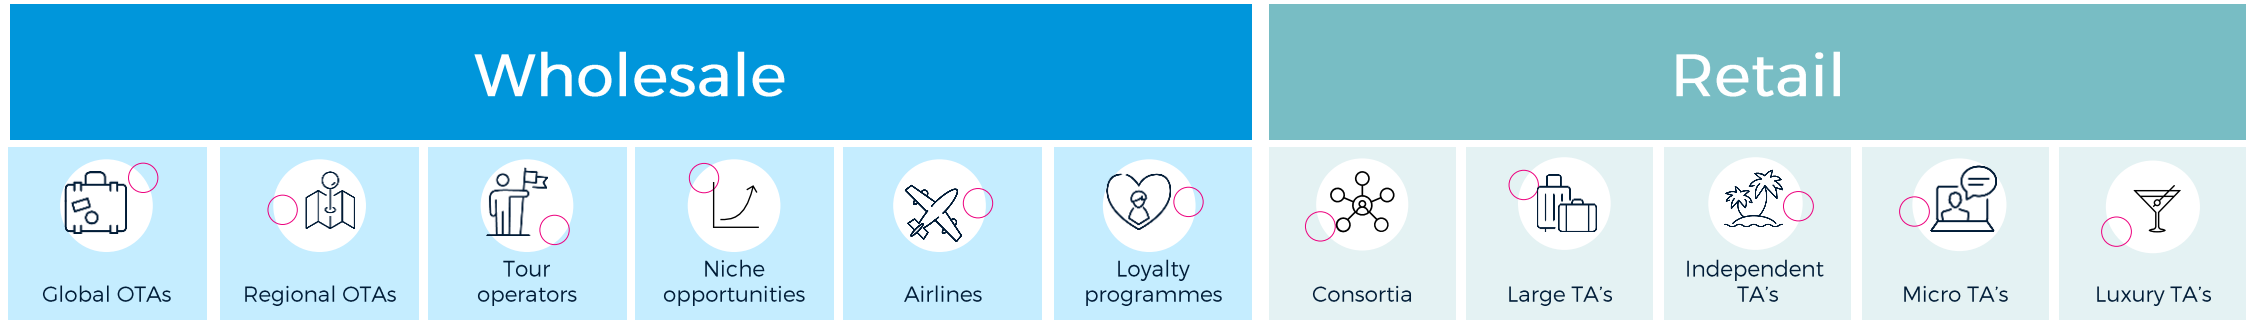 Wholesale
Retail
Global OTAs
Regional OTAs
Tour
operators
Niche
opportunities
Airlines
Loyalty
programmes
Consortia
Large TA’s
Independent
TA’s
Micro TA’s
Luxury TA’s